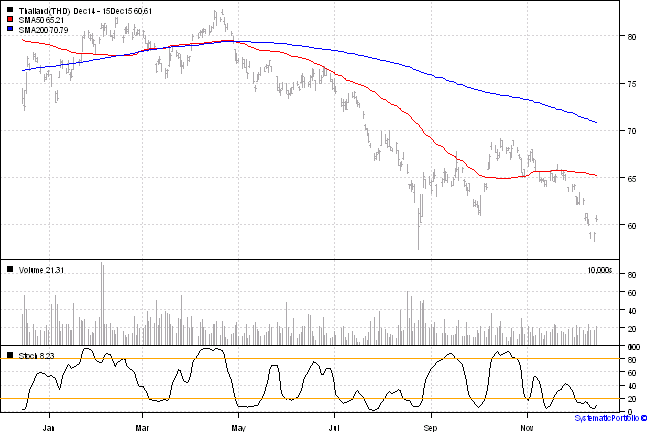 Thailand(THD) Dec14 - 15Dec15 60.61
SMA50 65.21
SMA200 70.79
80
75
70
65
60
Volume 21.31
10,000s
80
60
40
20
0
Stoch 8.23
100
80
60
40
20
0
Jan Mar May Jul Sep Nov
SystematicPortfolio ©